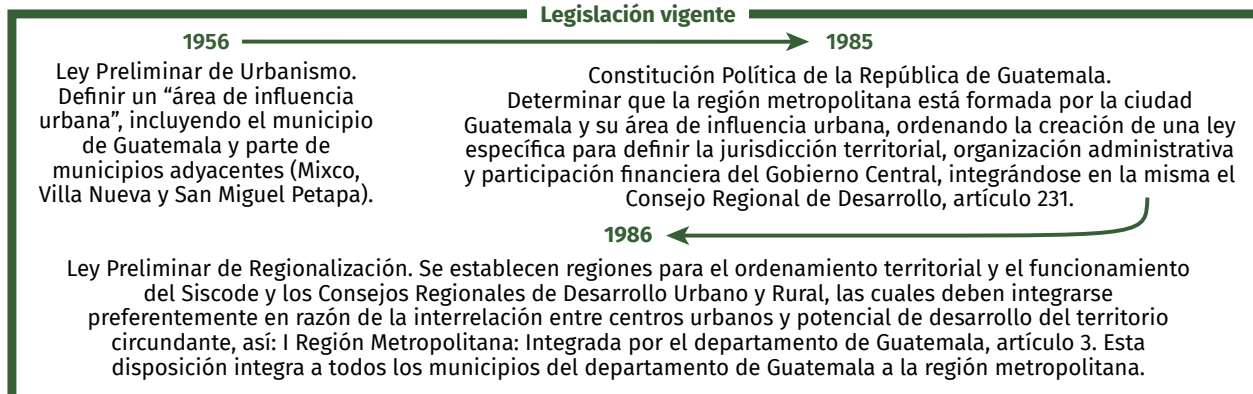 Legislación vigente
1956
1985
Ley Preliminar de Urbanismo.
Definir un “área de influencia
urbana”, incluyendo el municipio
de Guatemala y parte de
municipios adyacentes (Mixco,
Villa Nueva y San Miguel Petapa).
Constitución Política de la República de Guatemala.
Determinar que la región metropolitana está formada por la ciudad
Guatemala y su área de influencia urbana, ordenando la creación de una ley
específica para definir la jurisdicción territorial, organización administrativa
y participación financiera del Gobierno Central, integrándose en la misma el
Consejo Regional de Desarrollo, artículo 231.
1986
Ley Preliminar de Regionalización. Se establecen regiones para el ordenamiento territorial y el funcionamiento
del Siscode y los Consejos Regionales de Desarrollo Urbano y Rural, las cuales deben integrarse
preferentemente en razón de la interrelación entre centros urbanos y potencial de desarrollo del territorio
circundante, así: I Región Metropolitana: Integrada por el departamento de Guatemala, artículo 3. Esta
disposición integra a todos los municipios del departamento de Guatemala a la región metropolitana.